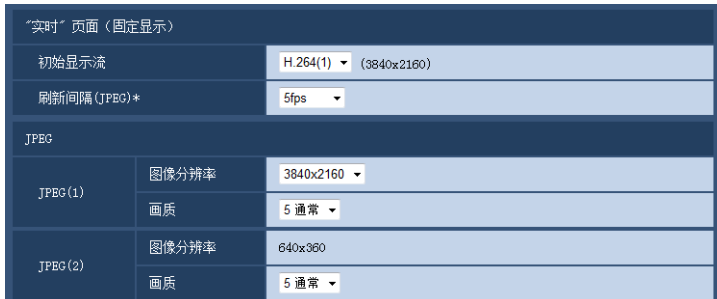 "实时" 页面（固定显示）
初始显示流 H.264(1) (3840x2160)
刷新间隔(JPEG)* 5fps
JPEG
JPEG(1) 图像分辨率 3840x2160
画质 5 通常
JPEG(2) 图像分辨率 640x360
画质 5 通常